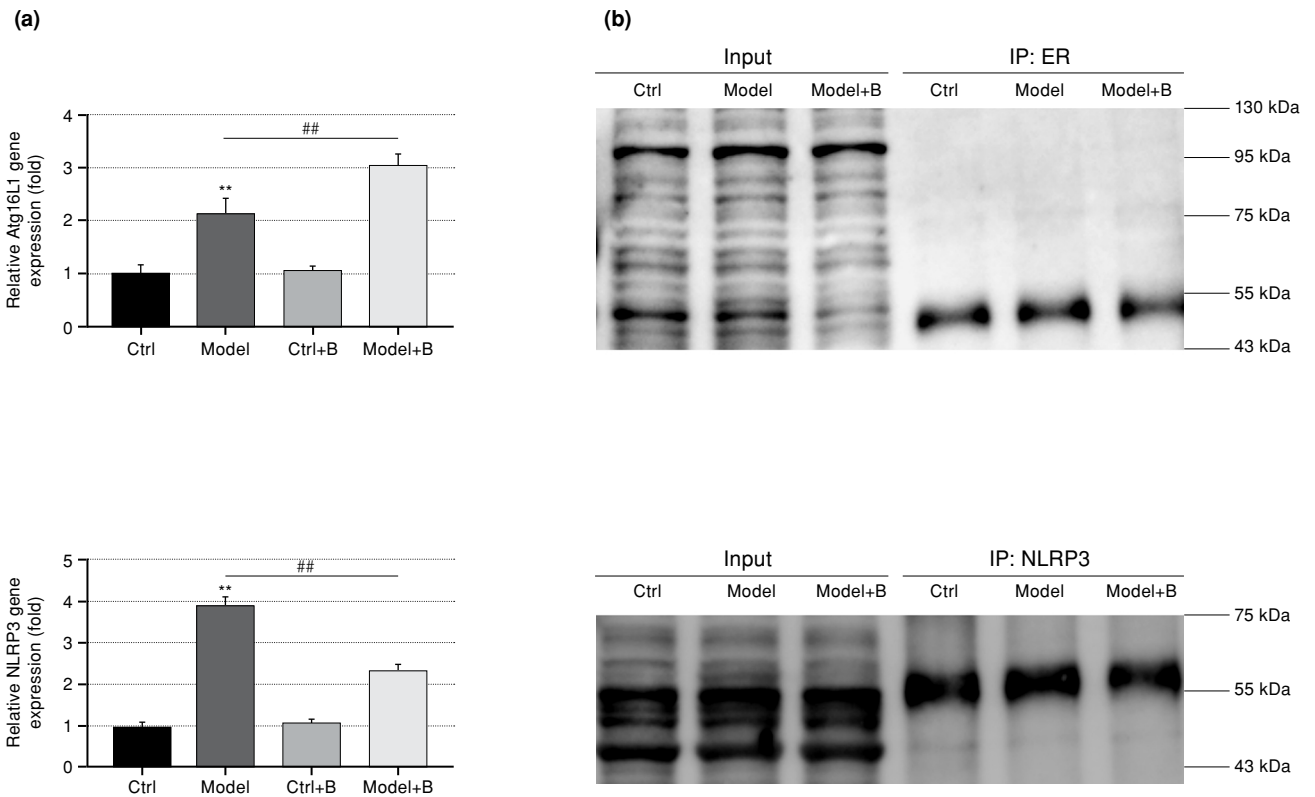 (a)
Relative Atg16L1 gene
expression (fold)
4
3
2
1
0
##
**
Ctrl Model Ctrl+B Model+B
Relative NLRP3 gene
expression (fold)
5
4
3
2
1
0
##
**
Ctrl Model Ctrl+B Model+B
(b)
Input IP: ER
Ctrl Model Model+B Ctrl Model Model+B
130 kDa
95 kDa
75 kDa
55 kDa
43 kDa
Input IP: NLRP3
Ctrl Model Model+B Ctrl Model Model+B
75 kDa
55 kDa
43 kDa